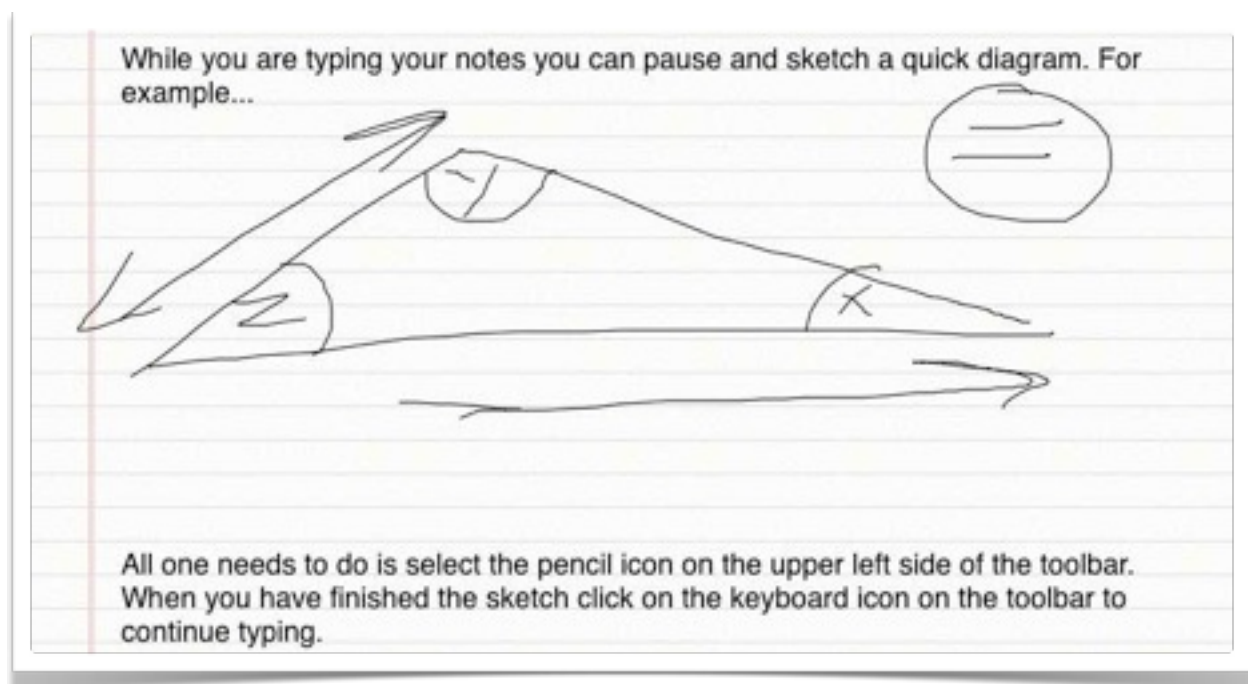 While you are typing your notes you can pause and sketch a quick diagram. For
example...
Y
Z
X
All one needs to do is select the pencil icon on the upper left side of the toolbar.
When you have finished the sketch click on the keyboard icon on the toolbar to
continue typing.